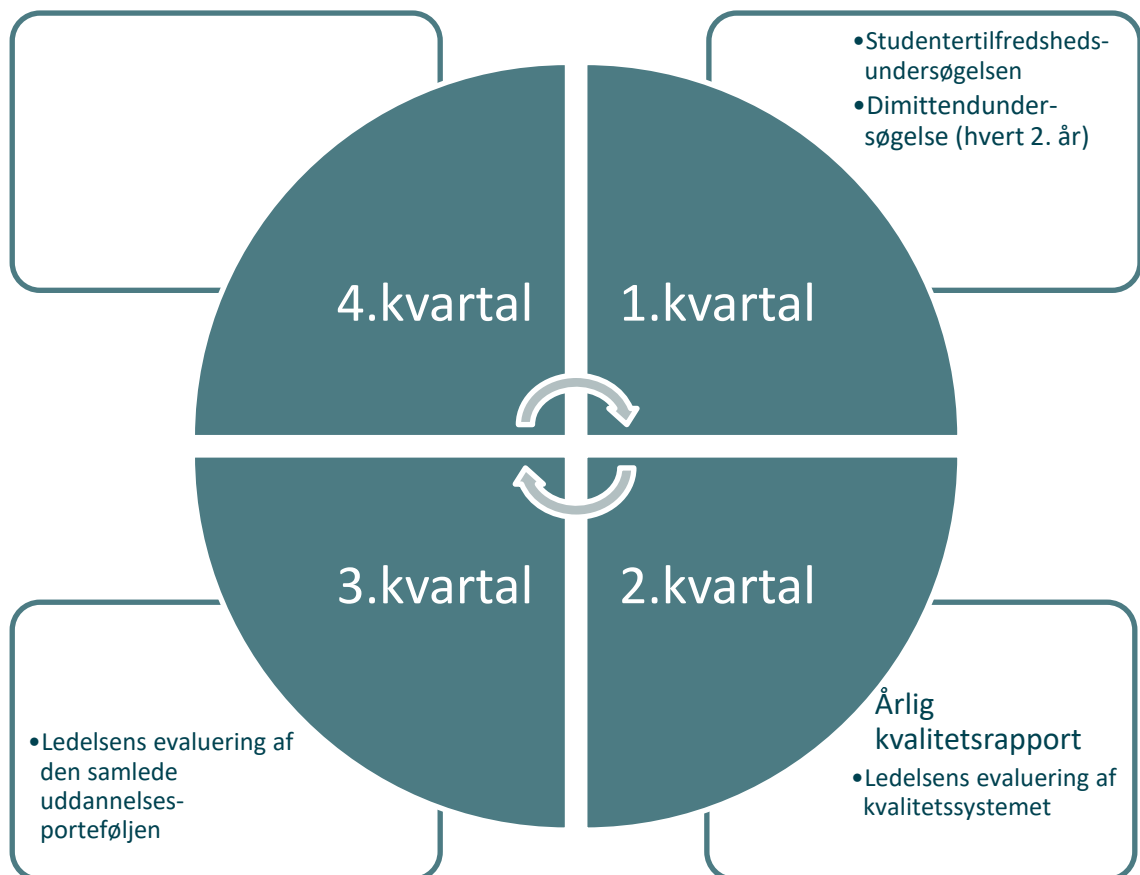 •Studentertilfredsheds-
undersøgelsen
•Dimittendunder-
søgelse (hvert 2. år)
4.kvartal
1.kvartal
3.kvartal
2.kvartal
•Ledelsens evaluering af
den samlede
uddannelses-
porteføljen
Årlig
kvalitetsrapport
•Ledelsens evaluering af
kvalitetssystemet